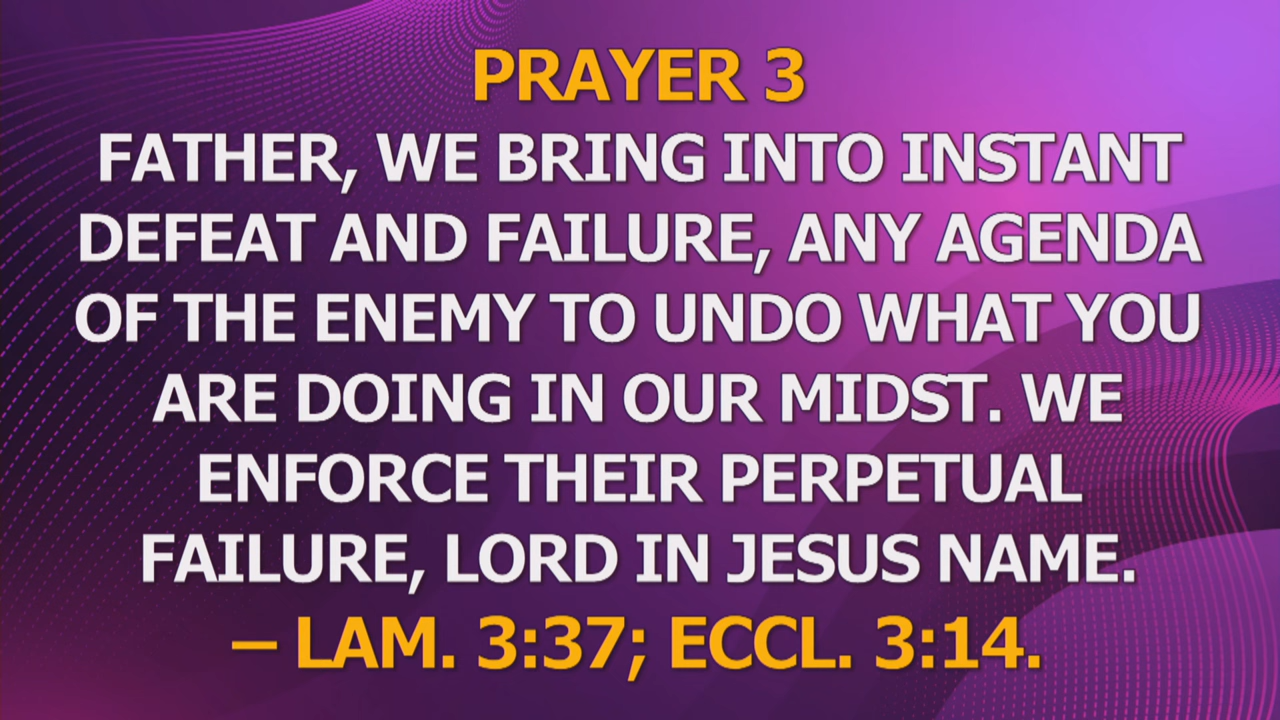 PRAYER 3
FATHER, WE BRING INTO INSTANT
DEFEAT AND FAILURE, ANY AGENDA
OF THE ENEMY TO UNDO WHAT YOU
ARE DOING IN OUR MIDST. WE
ENFORCE THEIR PERPETUAL
FAILURE, LORD IN JESUS NAME.
– LAM. 3:37; ECCL. 3:14.